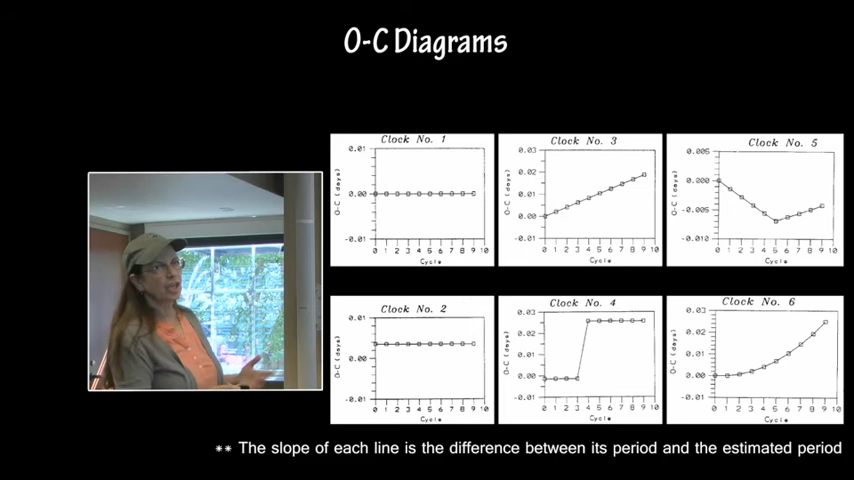 O-C Diagrams
Clock No. 1
0.01
0.00
-0.01
O-C (days)
0 1 2 3 4 5 6 7 8 9 10
Cycle
Clock No. 3
0.03
0.02
0.01
0.00
-0.01
O-C (days)
0 1 2 3 4 5 6 7 8 9 10
Cycle
Clock No. 5
0.005
0.000
-0.005
-0.010
O-C (days)
0 1 2 3 4 5 6 7 8 9 10
Cycle
Clock No. 2
0.01
0.00
-0.01
O-C (days)
0 1 2 3 4 5 6 7 8 9 10
Cycle
Clock No. 4
0.03
0.02
0.01
0.00
-0.01
O-C (days)
0 1 2 3 4 5 6 7 8 9 10
Cycle
Clock No. 6
0.03
0.02
0.01
0.00
-0.01
O-C (days)
0 1 2 3 4 5 6 7 8 9 10
Cycle
** The slope of each line is the difference between its period and the estimated period